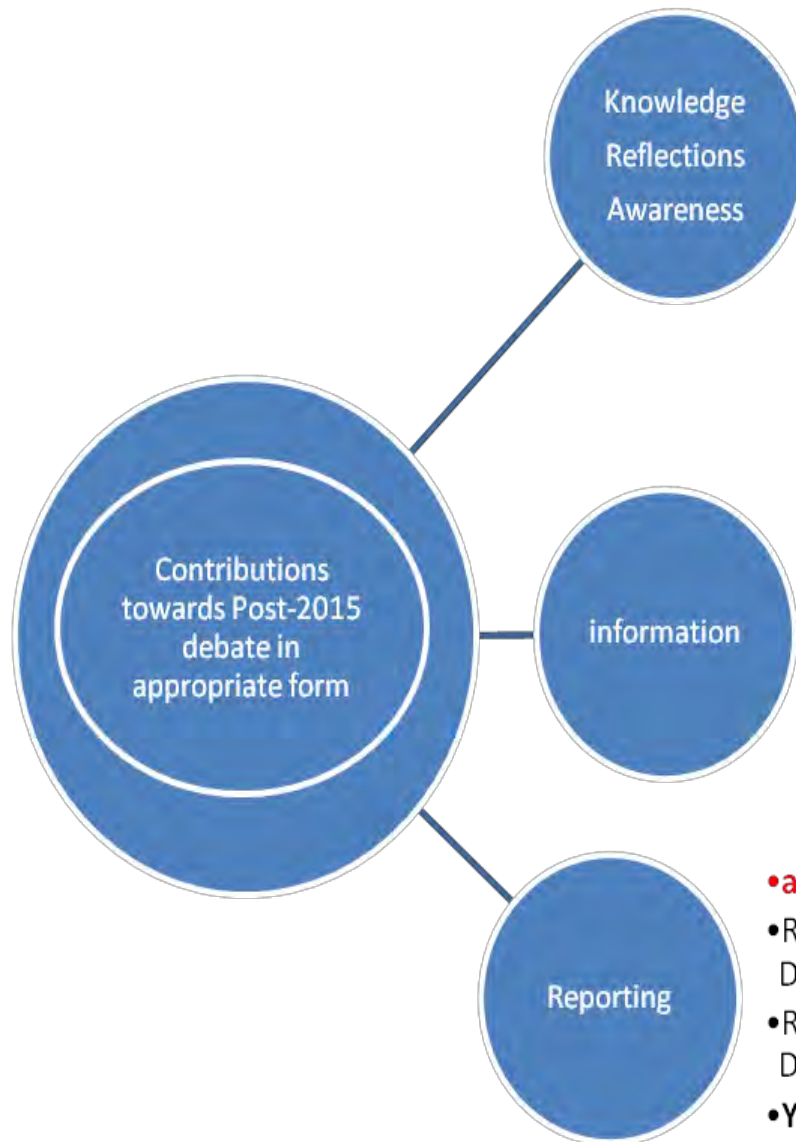 Knowledge
Reflections
Awareness
Contributions
towards Post-2015
debate in
appropriate form
information
Reporting
•a
•R
D
•R
D
•Y